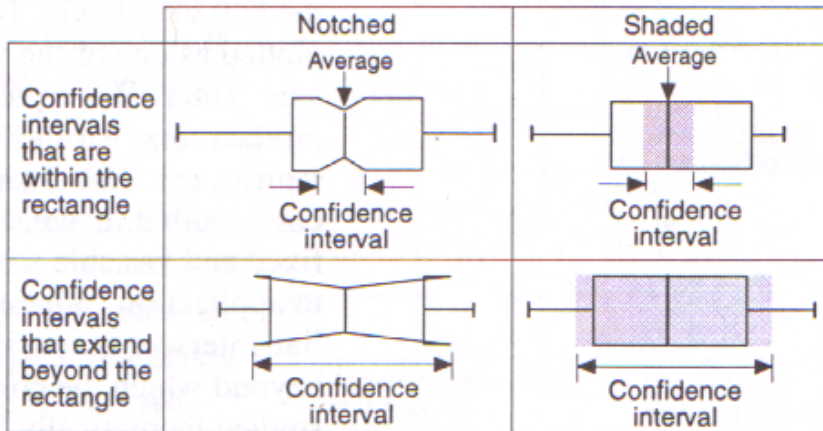 Notched
Shaded
Confidence
intervals
that are
within the
rectangle
Average
Confidence
interval
Average
Confidence
interval
Confidence
intervals
that extend
beyond the
rectangle
Confidence
interval
Confidence
interval